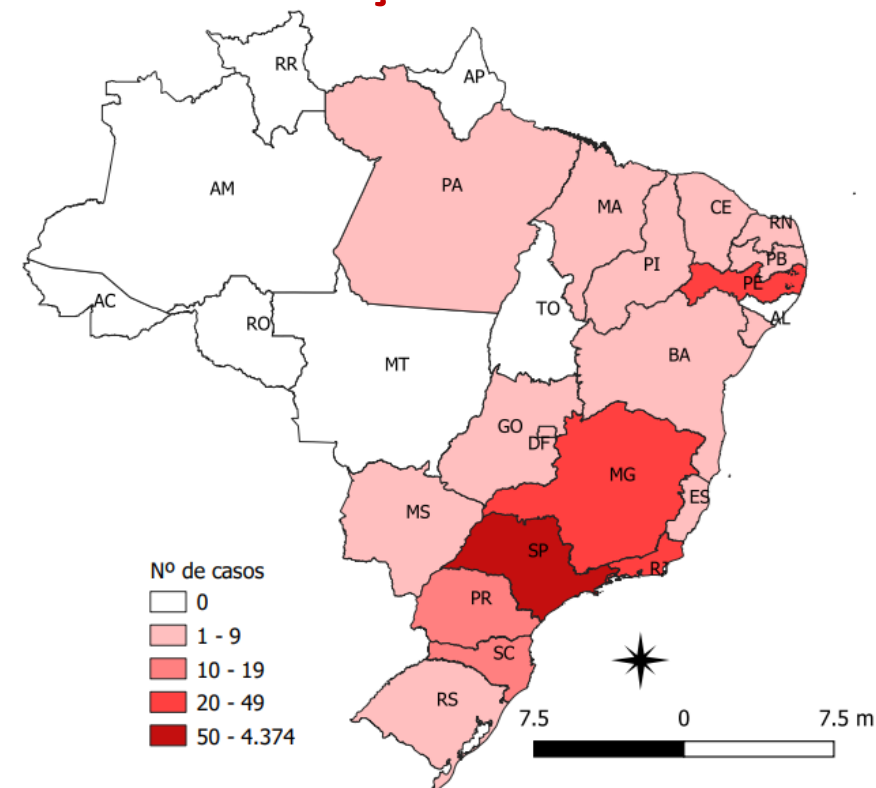 RR
AP
AM
PA
MA
CE
RN
PB
PI
PE
AC
TO
AL
RO
BA
MT
GO
DF
MG
ES
MS
SP
RJ
PR
SC
RS
Nº de casos
0
1 - 9
10 - 19
20 - 49
50 - 4.374
7.5 0 7.5 m